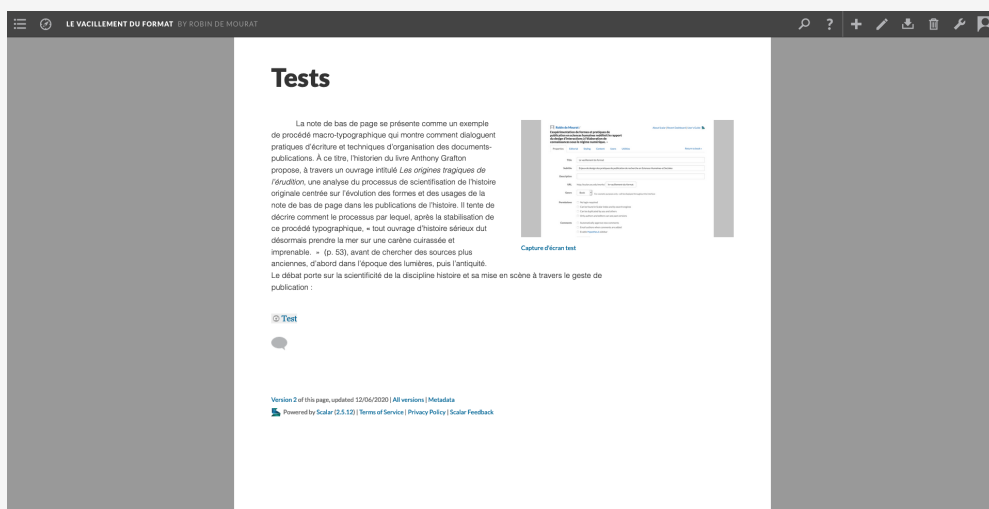 LE VACILLEMENT DU FORMAT BY ROBIN DE MOURAT
Tests
La note de bas de page se présente comme un exemple
de procédé macro-typographique qui montre comment dialoguent
pratiques d'écriture et techniques d'organisation des documents-
publications. À ce titre, l'historien du livre Anthony Grafton
propose, à travers un ouvrage intitulé Les origines tragiques de
l'érudition, une analyse du processus de scientifisation de l'histoire
originale centrée sur l'évolution des formes et des usages de la
note de bas de page dans les publications de l'histoire. Il tente de
décrire comment le processus par lequel, après la stabilisation de
ce procédé typographique, « tout ouvrage d'histoire sérieux dut
désormais prendre la mer sur une carène cuirassée et
imprenable. » (p. 53), avant de chercher des sources plus
anciennes, d'abord dans l'époque des lumières, puis l'antiquité.
Le débat porte sur la scientificité de la discipline histoire et sa mise en scène à travers le geste de
publication :
Capture d'écran test
Test
Version 2 of this page, updated 12/06/2020 | All versions | Metadata
Powered by Scalar (2.5.12) | Terms of Service | Privacy Policy | Scalar Feedback